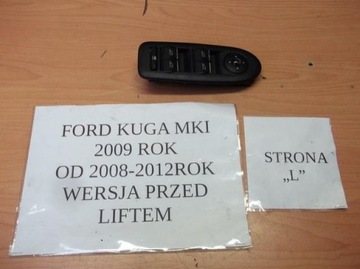 FORD KUGA MKI
2009 ROK
OD 2008-2012ROK
WERSJA PRZED
LIFTEM
STRONA
„L”